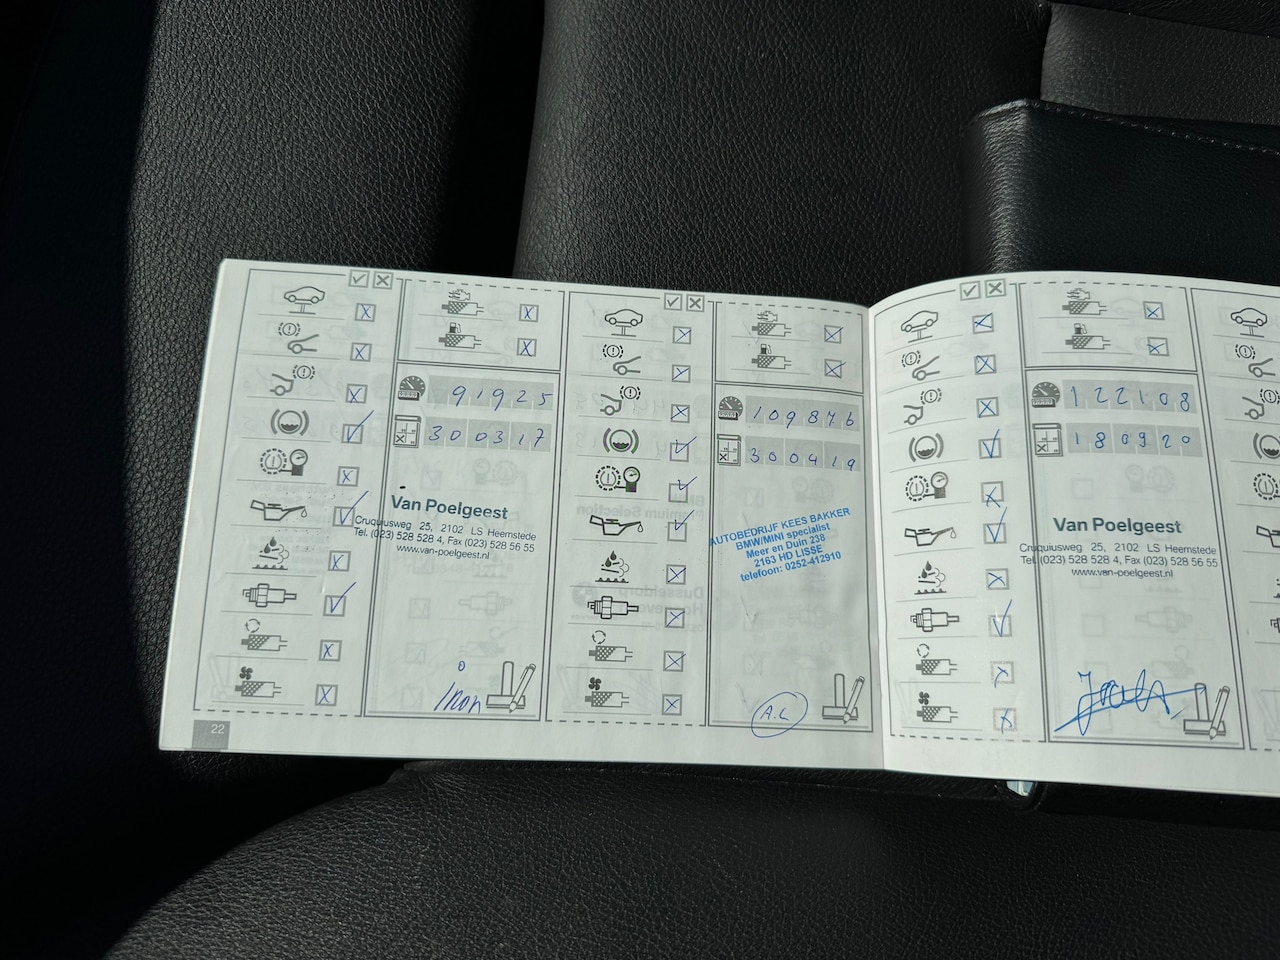 91925
300317
Van Poelgeest
Cruquiusweg 25, 2102 LS Heemstede
Tel. (023) 528 528 4, Fax (023) 528 56 55
www.van-poelgeest.nl
22
109876
300419
AUTOBEDRIJF KEES BAKKER
BMW/MINI specialist
Meer en Duin 238
2163 HD LISSE
telefoon: 0252-412910
A.L
122108
180920
Van Poelgeest
Cruquiusweg 25, 2102 LS Heemstede
Tel. (023) 528 528 4, Fax (023) 528 56 55
www.van-poelgeest.nl